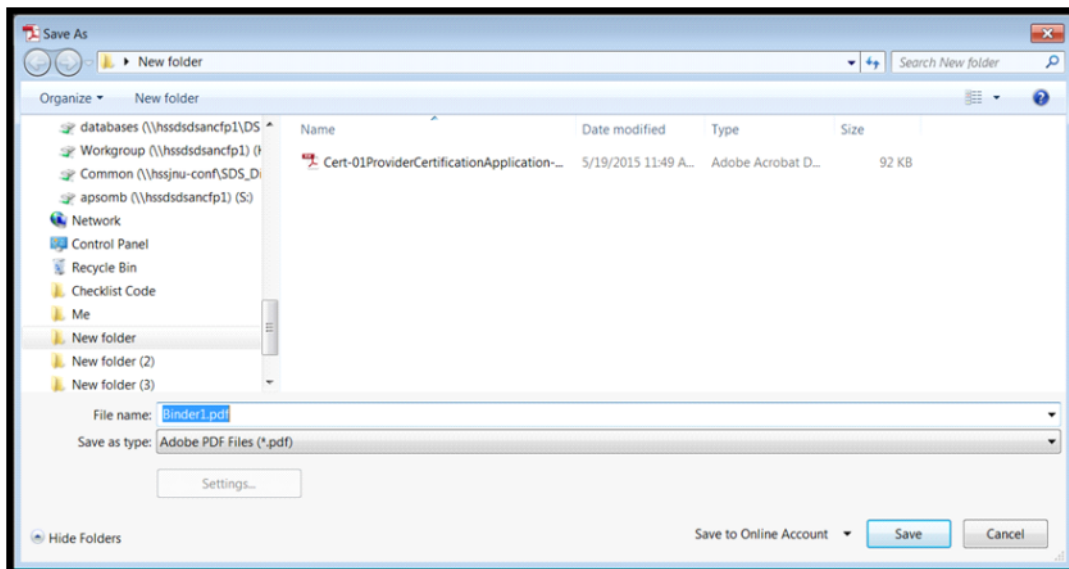 Save As
New folder
Search New folder
Organize New folder
databases (\\hssdsdsancfp1\DS
Name Date modified Type Size
Workgroup (\\hssdsdsancfp1) (H
Cert-01ProviderCertificationApplication-... 5/19/2015 11:49 A... Adobe Acrobat D... 92 KB
Common (\\hssjnu-conf\SDS_Di
apsomb (\\hssdsdsancfp1) (S:)
Network
Control Panel
Recycle Bin
Checklist Code
Me
New folder
New folder (2)
New folder (3)
File name: Binder1.pdf
Save as type: Adobe PDF Files (*.pdf)
Settings...
Hide Folders
Save to Online Account Save Cancel